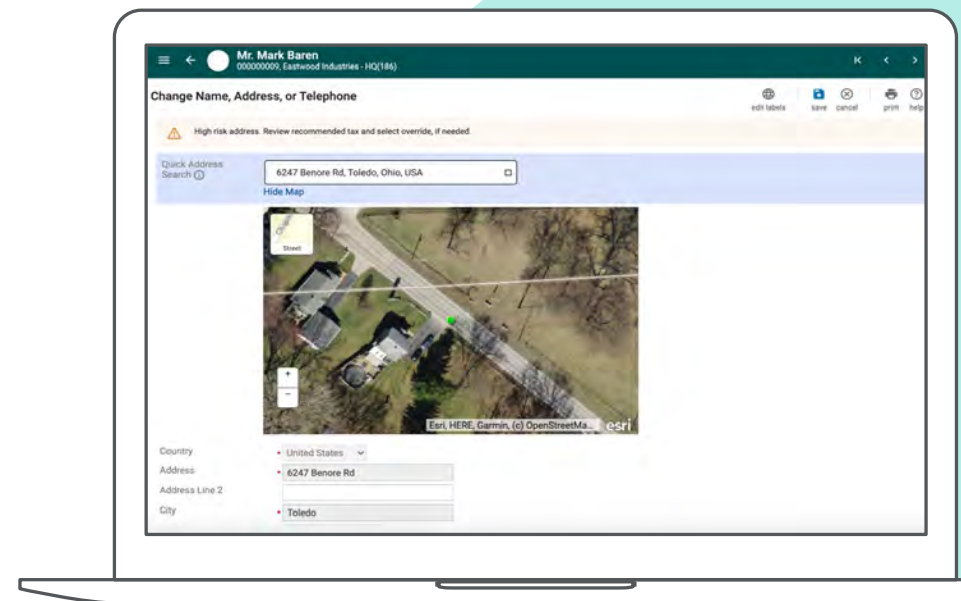 Mr. Mark Baren
000000009, Eastwood Industries - HQ(186)
Change Name, Address, or Telephone
edit labels
save
cancel
print
help
High risk address. Review recommended tax and select override, if needed.
Quick Address
Search
6247 Benore Rd, Toledo, Ohio, USA
Hide Map
Street
+
-
Esri, HERE, Garmin, (c) OpenStreetMa...
esri
Country
• United States
Address
• 6247 Benore Rd
Address Line 2
City
• Toledo